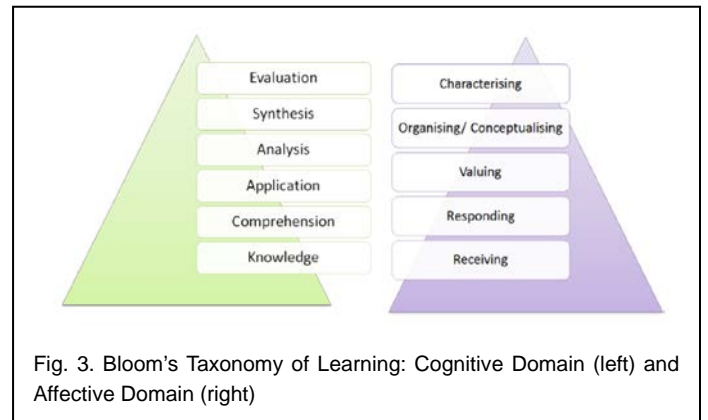 Evaluation
Synthesis
Analysis
Application
Comprehension
Knowledge
Characterising
Organising/ Conceptualising
Valuing
Responding
Receiving
Fig. 3. Bloom's Taxonomy of Learning: Cognitive Domain (left) and
Affective Domain (right)